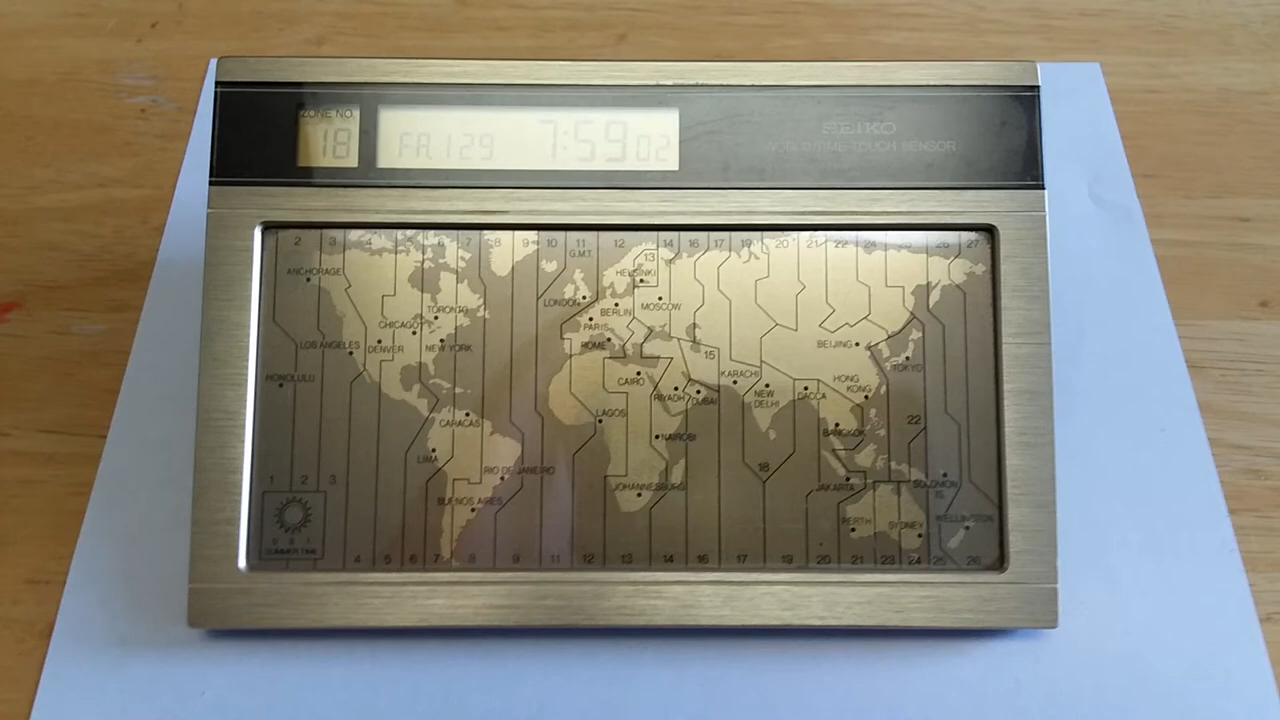 ZONE NO.
18 FR. 129 7:59 02
SEIKO
WORLD TIME TOUCH SENSOR
2 3 4 5 6 7 8 9 10 11 12 14 16 17 19 20 21 22 24 25 26 27
G.M.T.
13
HELSINKI
ANCHORAGE
LONDON
MOSCOW
BERLIN
TORONTO
CHICAGO
PARIS
LOS ANGELES
DENVER
NEW YORK
ROME
BEIJING
15
TOKYO
HONOLULU
CAIRO
KARACHI
HONG
KONG
RIYADH
DUBAI
NEW
DELHI
DACCA
CARACAS
LAGOS
22
BANGKOK
NAIROBI
LIMA
RIO DE JANEIRO
18
1 2 3
JOHANNESBURG
JAKARTA
SOLOMON
IS.
BUENOS AIRES
PERTH
SYDNEY
WELLINGTON
0 0 1
SUMMER TIME
4 5 6 7 8 9 11 12 13 14 16 17 19 20 21 23 24 25 26